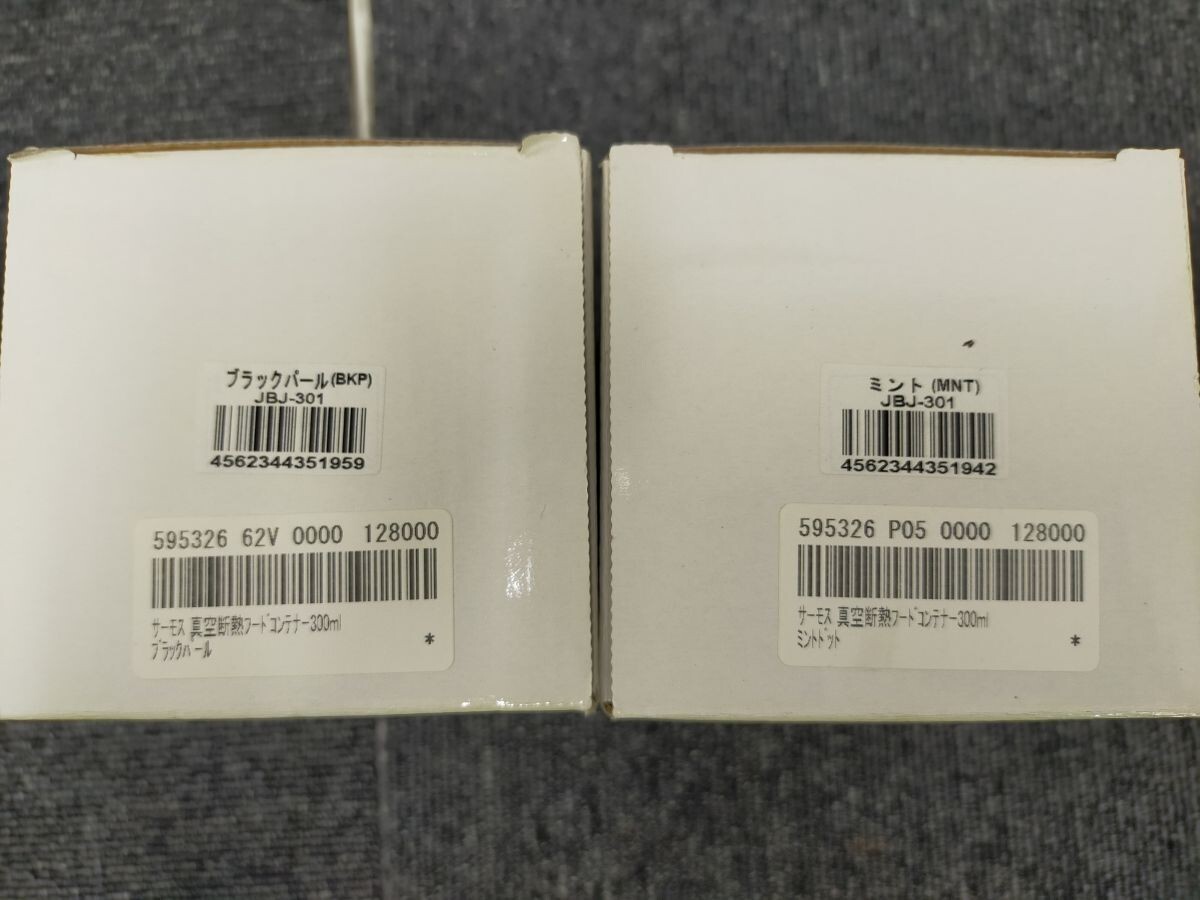 ブラックパール(BKP)
JBJ-301
4562344351959
595326 62V 0000 128000
ｻｰﾓｽ 真空断熱ﾌｰﾄﾞｺﾝﾃﾅｰ300ml
ﾌﾞﾗｯｸﾊﾟｰﾙ
*
ミント(MNT)
JBJ-301
4562344351942
595326 P05 0000 128000
ｻｰﾓｽ 真空断熱ﾌｰﾄﾞｺﾝﾃﾅｰ300ml
ﾐﾝﾄﾄﾞｯﾄ
*